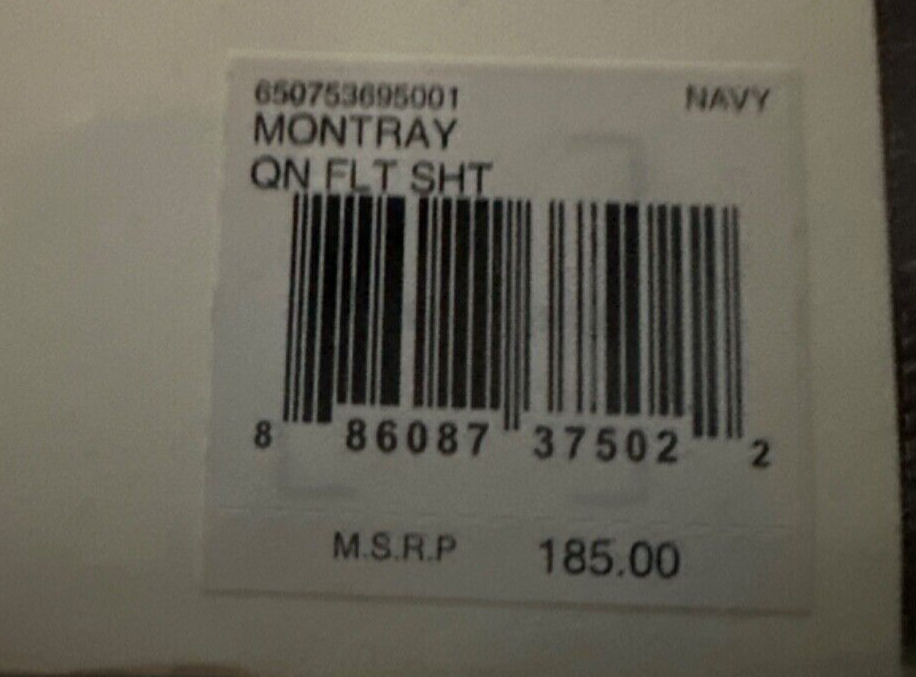 650753695001 NAVY
MONTRAY
QN FLT SHT
8 86087 37502 2
M.S.R.P 185.00